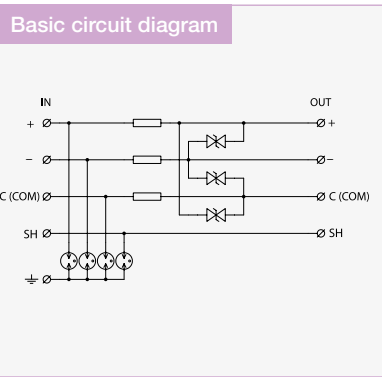 Basic circuit diagram
IN OUT
+ +
– –
C (COM) C (COM)
SH SH